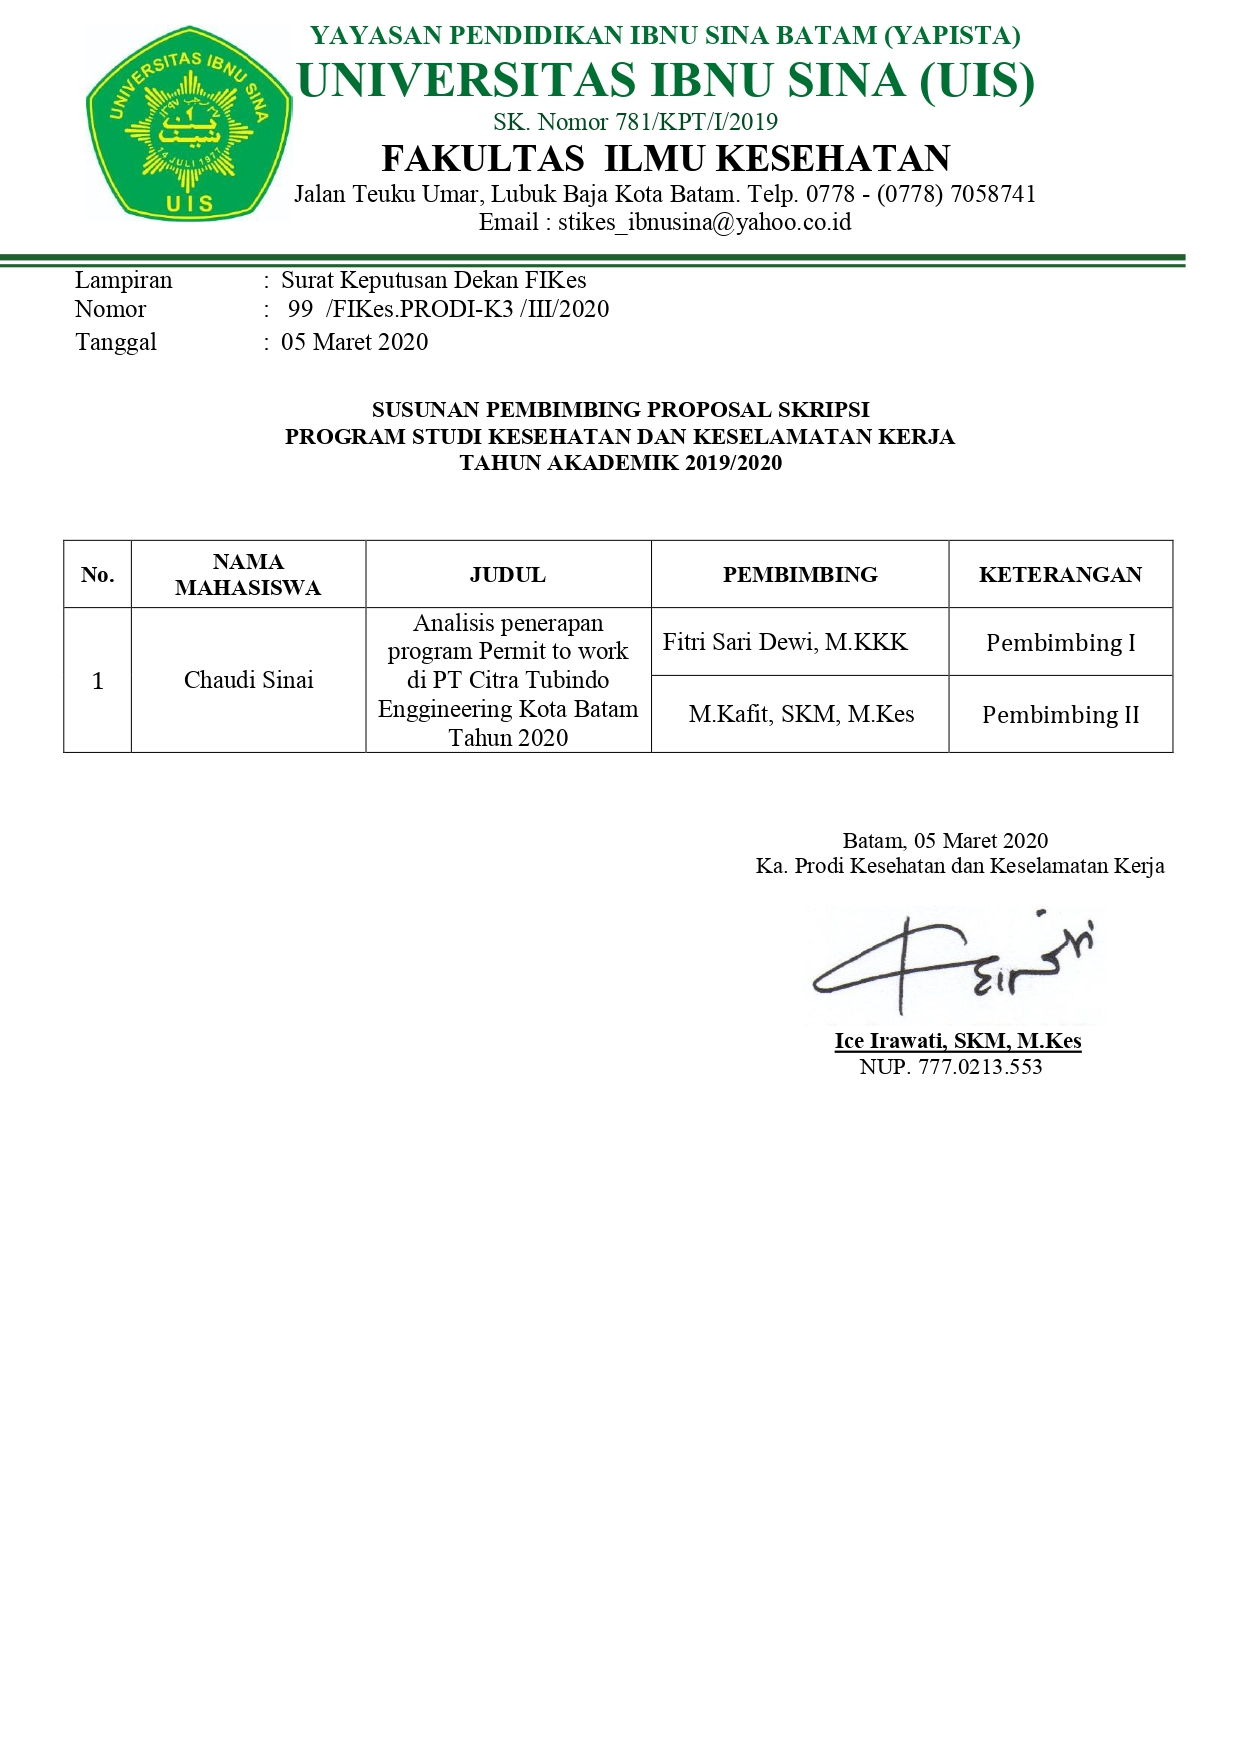 YAYASAN PENDIDIKAN IBNU SINA BATAM (YAPISTA)
UNIVERSITAS IBNU SINA (UIS)
SK. Nomor 781/KPT/I/2019
FAKULTAS ILMU KESEHATAN
Jalan Teuku Umar, Lubuk Baja Kota Batam. Telp. 0778 - (0778) 7058741
Email : stikes_ibnusina@yahoo.co.id
UNIVERSITAS IBNU SINA
14 JULI 1977
UIS
Lampiran : Surat Keputusan Dekan FIKes
Nomor : 99 /FIKes.PRODI-K3 /III/2020
Tanggal : 05 Maret 2020
SUSUNAN PEMBIMBING PROPOSAL SKRIPSI
PROGRAM STUDI KESEHATAN DAN KESELAMATAN KERJA
TAHUN AKADEMIK 2019/2020
No.
NAMA
MAHASISWA
JUDUL
PEMBIMBING
KETERANGAN
1
Chaudi Sinai
Analisis penerapan
program Permit to work
di PT Citra Tubindo
Enggineering Kota Batam
Tahun 2020
Fitri Sari Dewi, M.KKK
Pembimbing I
M.Kafit, SKM, M.Kes
Pembimbing II
Batam, 05 Maret 2020
Ka. Prodi Kesehatan dan Keselamatan Kerja
Ice Irawati, SKM, M.Kes
NUP. 777.0213.553